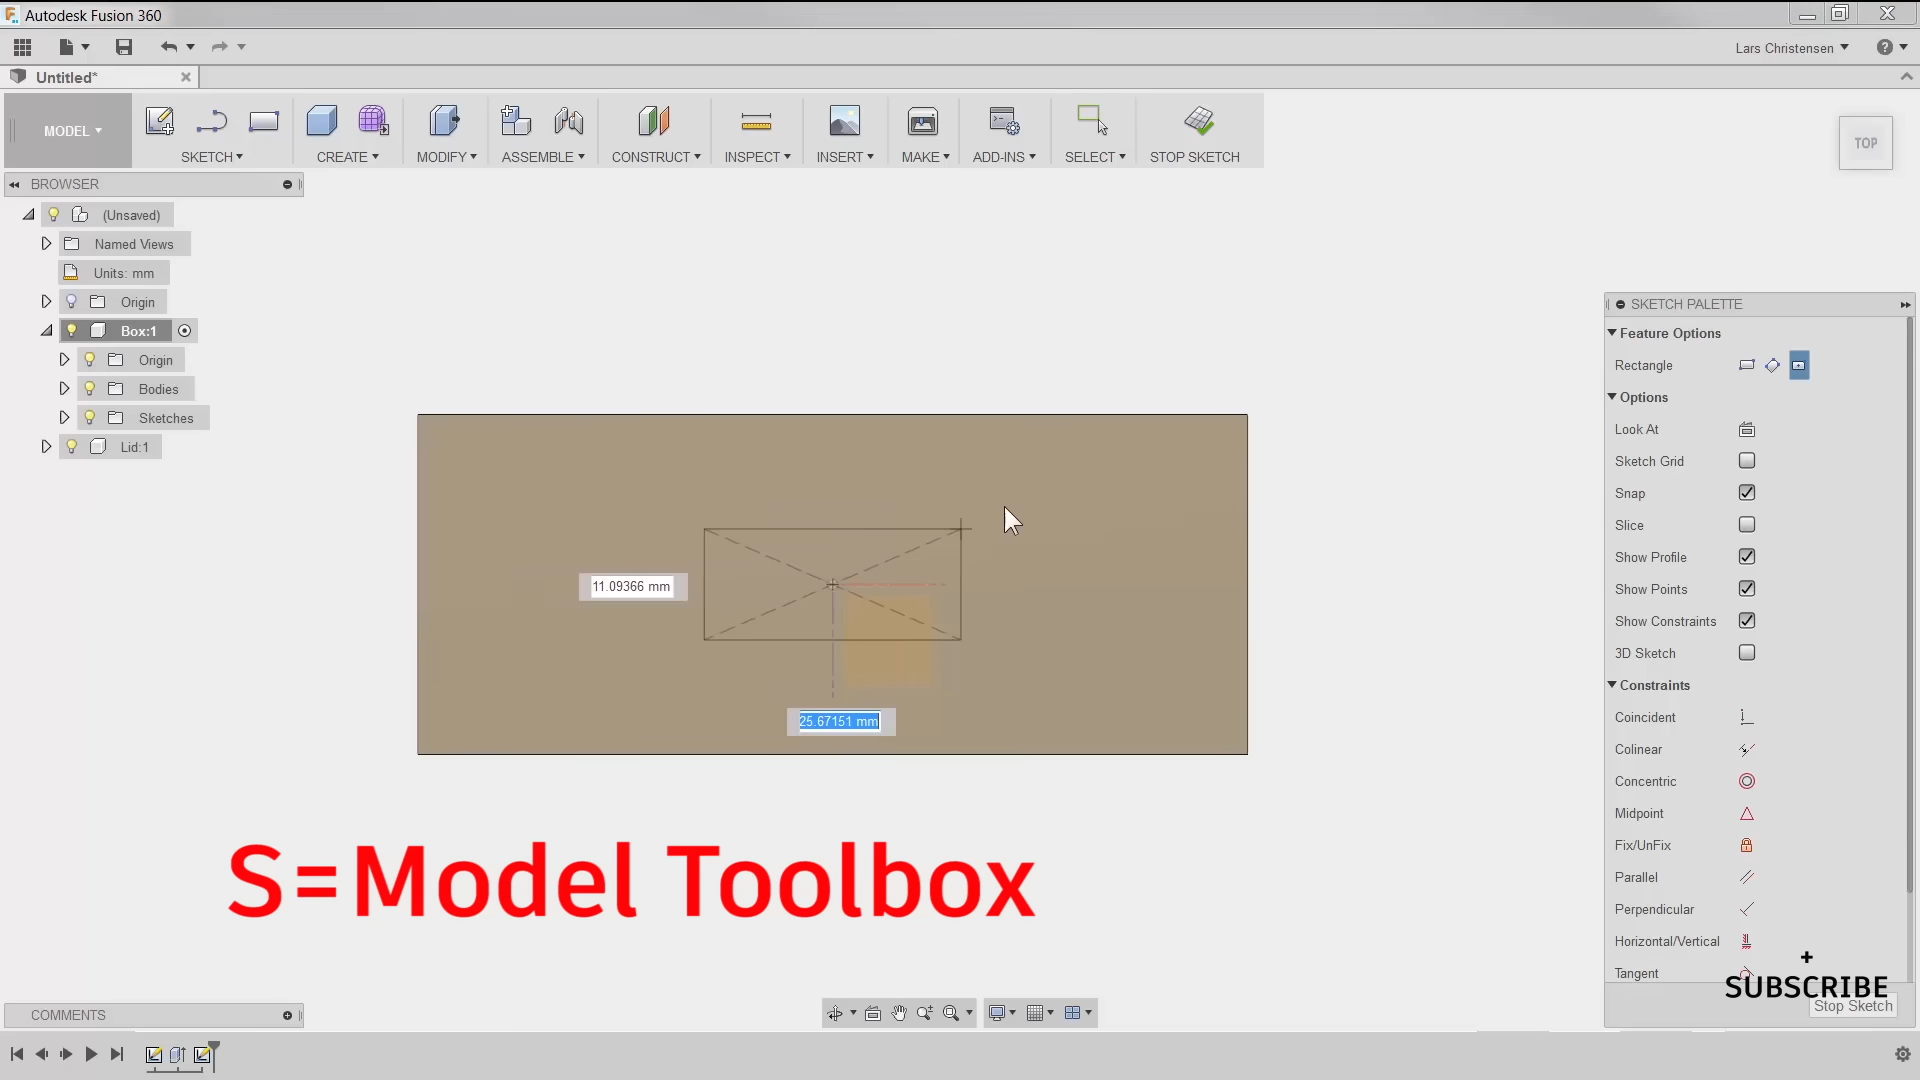 Autodesk Fusion 360
Lars Christensen
Untitled*
MODEL
SKETCH
CREATE
MODIFY
ASSEMBLE
CONSTRUCT
INSPECT
INSERT
MAKE
ADD-INS
SELECT
STOP SKETCH
TOP
BROWSER
(Unsaved)
Named Views
Units: mm
Origin
Box:1
Origin
Bodies
Sketches
Lid:1
11.09366 mm
25.67151 mm
SKETCH PALETTE
Feature Options
Rectangle
Options
Look At
Sketch Grid
Snap
Slice
Show Profile
Show Points
Show Constraints
3D Sketch
Constraints
Coincident
Colinear
Concentric
Midpoint
Fix/UnFix
Parallel
Perpendicular
Horizontal/Vertical
Tangent
S=Model Toolbox
+
SUBSCRIBE
Stop Sketch
COMMENTS